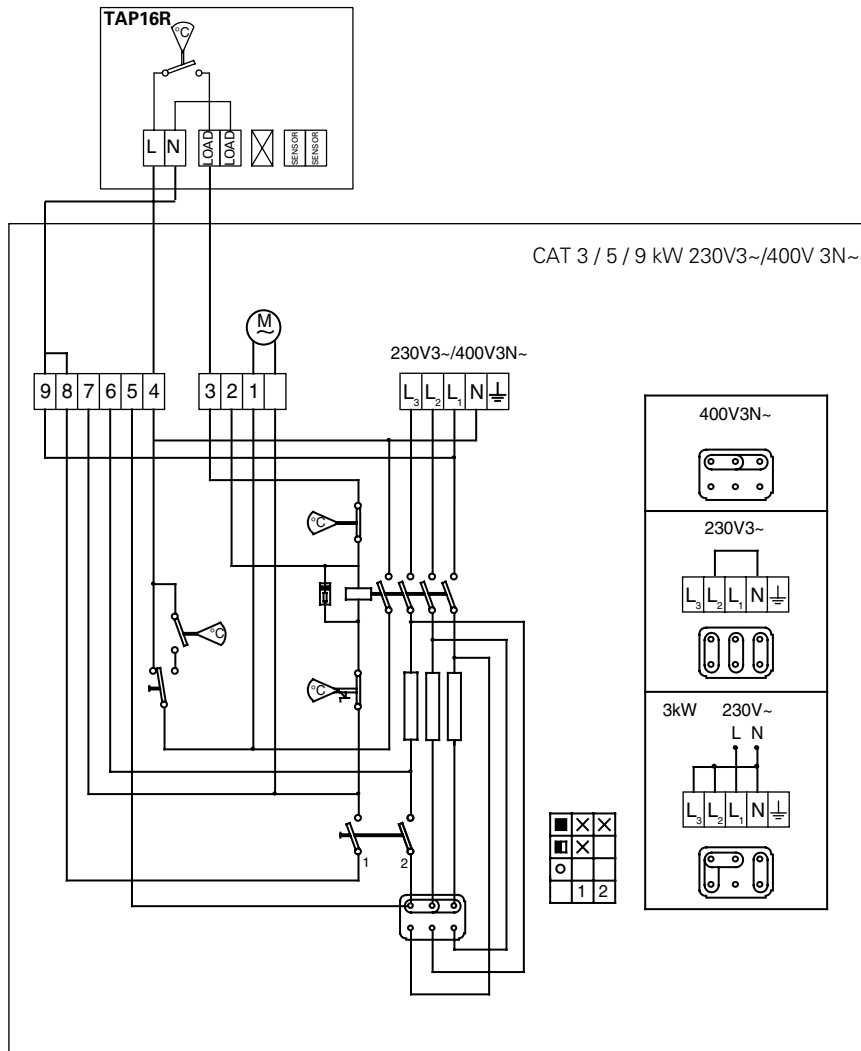 TAP16R
°C
L N LOAD LOAD SENSOR SENSOR
CAT 3 / 5 / 9 kW 230V3~/400V 3N~
M
~
230V3~/400V3N~
9 8 7 6 5 4 3 2 1 L3 L2 L1 N
400V3N~
°C
230V3~
L3 L2 L1 N
°C
°C
3kW 230V~
L N
L3 L2 L1 N
1 2
1 2